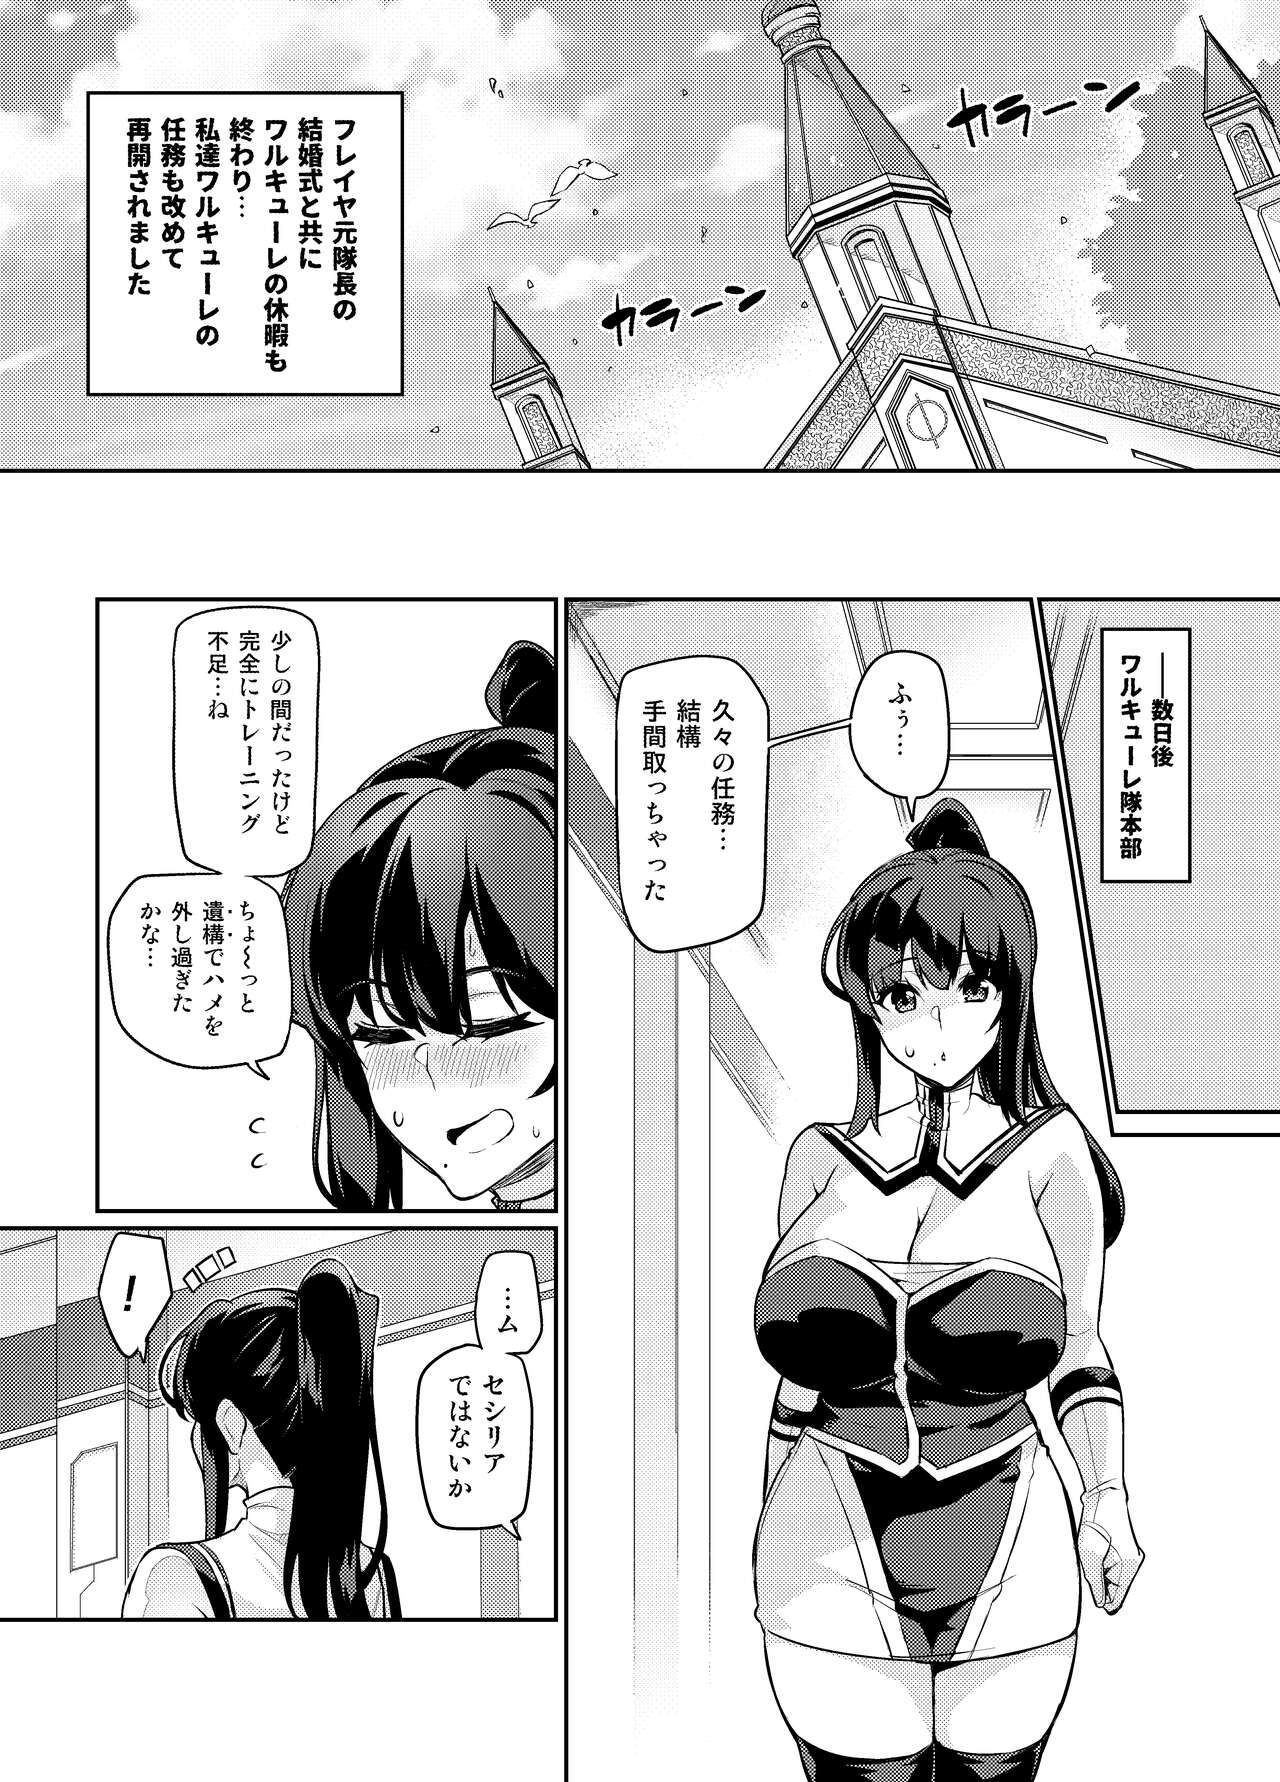 カラーン
カラーン
フレイヤ元隊長の
結婚式と共に
ワルキューレの休暇も
終わり…
私達ワルキューレの
任務も改めて
再開されました
――数日後
ワルキューレ隊本部
ふぅ…
久々の任務…
結構
手間取っちゃった
少しの間だったけど
完全にトレーニング
不足…ね
ちょ～っと
遺構でハメを
外し過ぎた
かな…
…ム
セシリア
ではないか
！